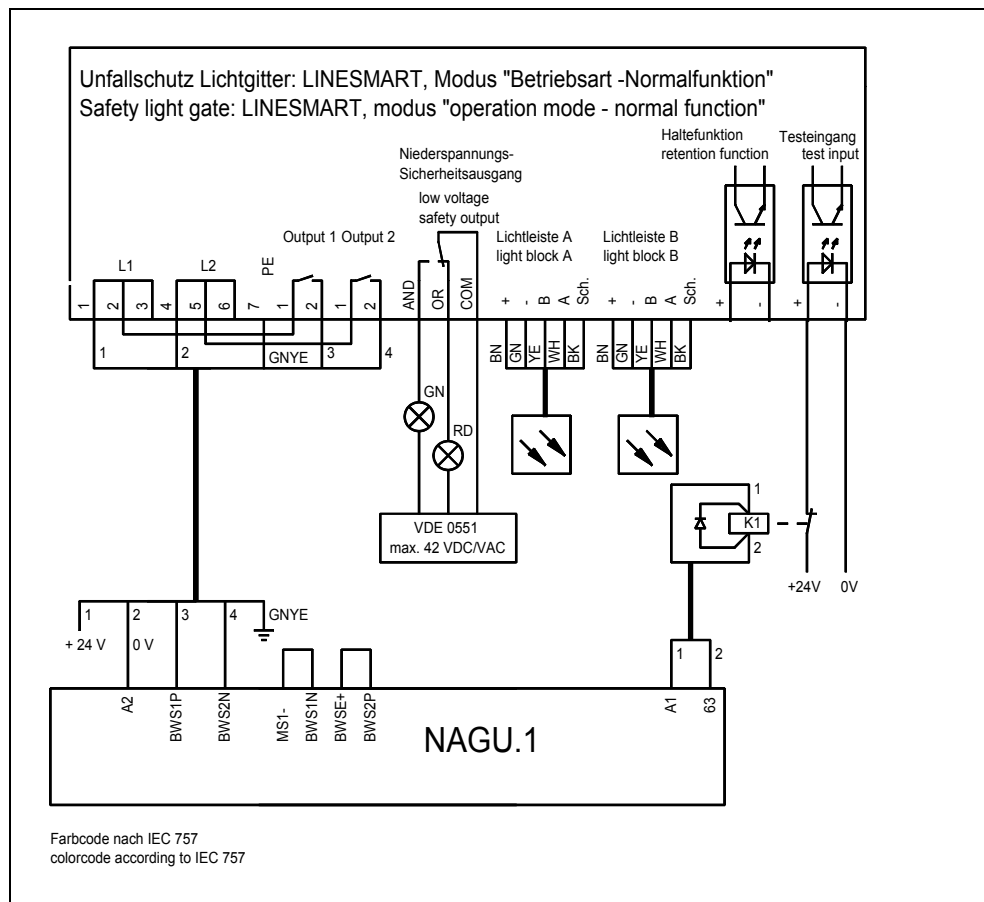 Unfallschutz Lichtgitter: LINESMART, Modus "Betriebsart -Normalfunktion"
Safety light gate: LINESMART, modus "operation mode - normal function"
Haltefunktion
retention function
Testeingang
test input
Niederspannungs-
Sicherheitsausgang
low voltage
safety output
Output 1 Output 2
Lichtleiste A
light block A
Lichtleiste B
light block B
L1
L2
PE
1 2 3 4 5 6 7 1 2 1 2
AND OR COM
+ - B A Sch.
+ - B A Sch.
+ -
+ -
1 2 GNYE 3 4
BN GN YE WH BK
BN GN YE WH BK
GN
RD
VDE 0551
max. 42 VDC/VAC
1
K1
2
+24V 0V
1 2 3 4 GNYE
+ 24 V 0 V
1 2
A2 BWS1P BWS2N MS1- BWS1N BWSE+ BWS2P A1 63
NAGU.1
Farbcode nach IEC 757
colorcode according to IEC 757